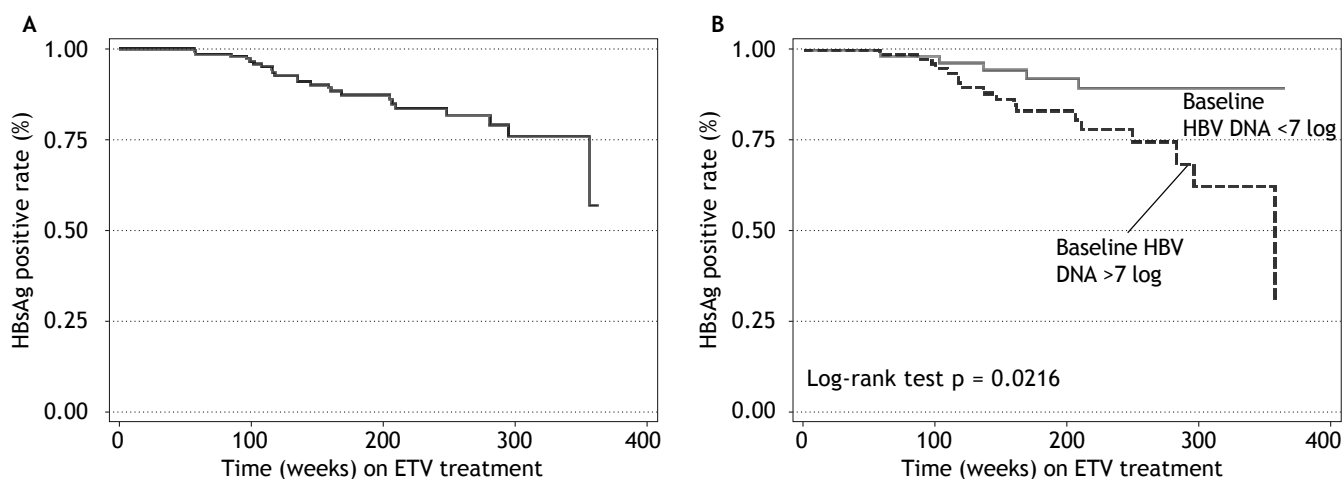 A
HBsAg positive rate (%)
1.00
0.75
0.50
0.25
0.00
0 100 200 300 400
Time (weeks) on ETV treatment
B
HBsAg positive rate (%)
1.00
0.75
0.50
0.25
0.00
Baseline
HBV DNA <7 log
Baseline HBV
DNA >7 log
Log-rank test p = 0.0216
0 100 200 300 400
Time (weeks) on ETV treatment